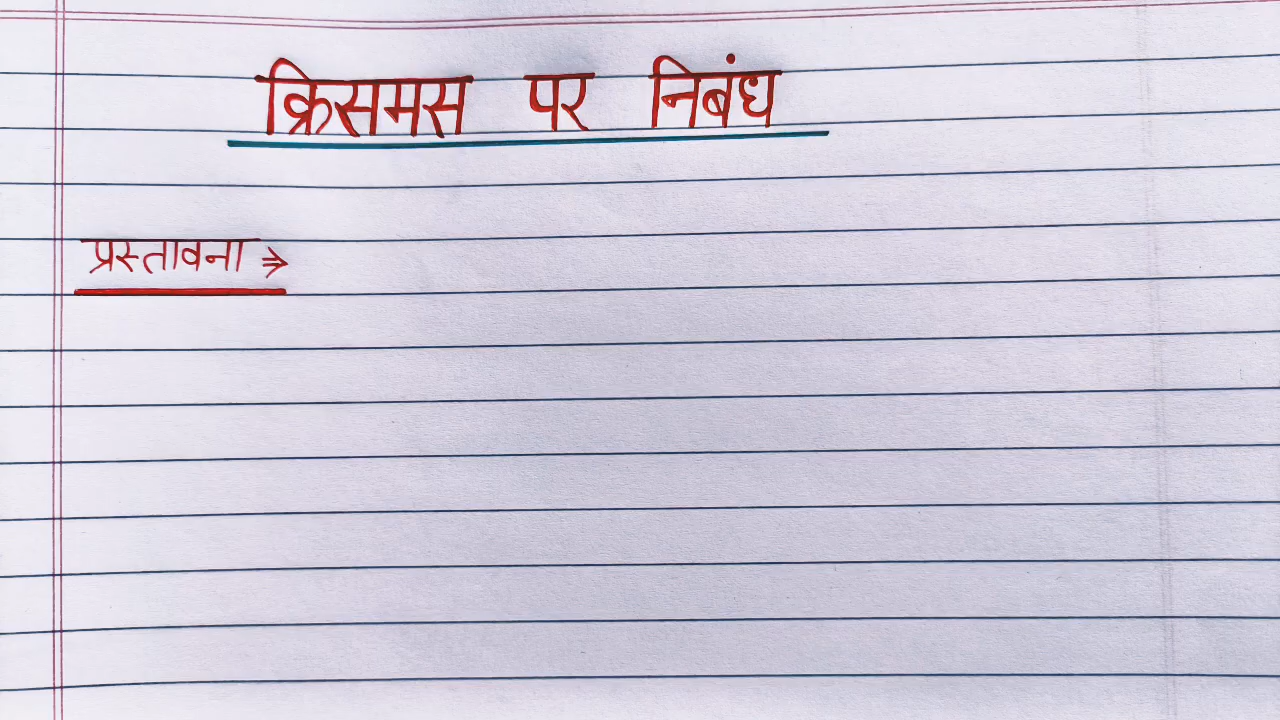 क्रिसमस पर निबंध
प्रस्तावना ⇒